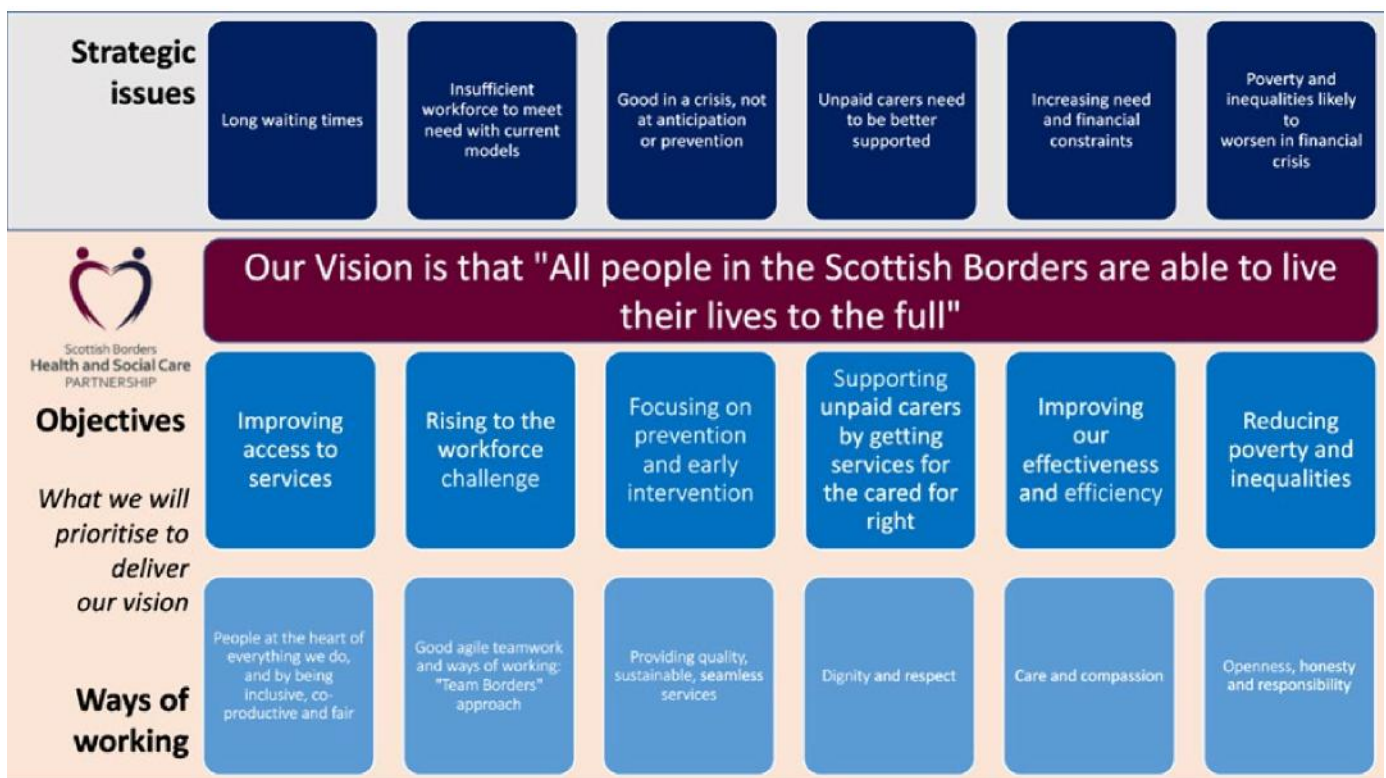 Strategic
issues
Long waiting times
Insufficient
workforce to meet
need with current
models
Good in a crisis, not
at anticipation
or prevention
Unpaid carers need
to be better
supported
Increasing need
and financial
constraints
Poverty and
inequalities likely
to
worsen in financial
crisis
Scottish Borders
Health and Social Care
PARTNERSHIP
Our Vision is that "All people in the Scottish Borders are able to live
their lives to the full"
Objectives
What we will
prioritise to
deliver
our vision
Improving
access to
services
Rising to the
workforce
challenge
Focusing on
prevention
and early
intervention
Supporting
unpaid carers
by getting
services for
the cared for
right
Improving
our
effectiveness
and efficiency
Reducing
poverty and
inequalities
Ways of
working
People at the heart of
everything we do,
and by being
inclusive, co-
productive and fair
Good agile teamwork
and ways of working:
"Team Borders"
approach
Providing quality,
sustainable, seamless
services
Dignity and respect
Care and compassion
Openness, honesty
and responsibility